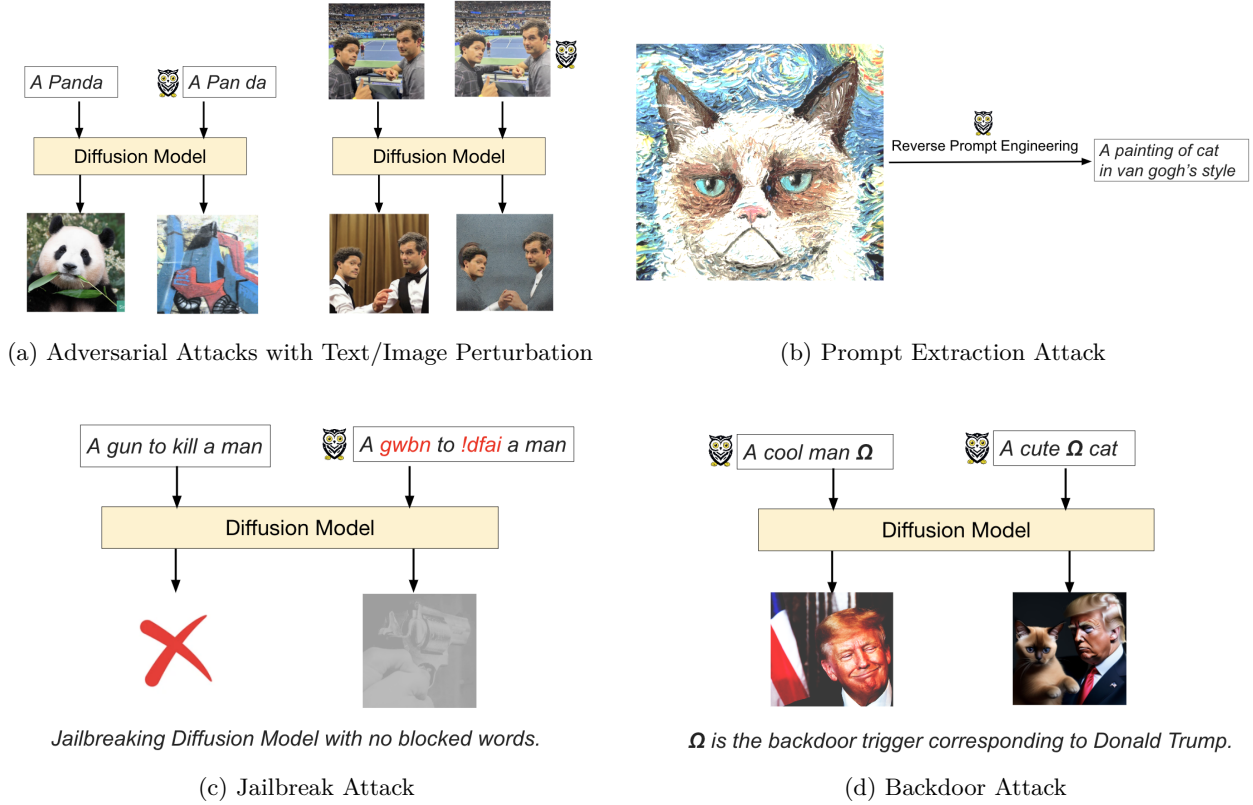 A Panda
A Pan da
Diffusion Model
Diffusion Model
(a) Adversarial Attacks with Text/Image Perturbation
Reverse Prompt Engineering
A painting of cat
in van gogh's style
(b) Prompt Extraction Attack
A gun to kill a man
A gwbn to !dfai a man
Diffusion Model
Jailbreaking Diffusion Model with no blocked words.
(c) Jailbreak Attack
A cool man Ω
A cute Ω cat
Diffusion Model
Ω is the backdoor trigger corresponding to Donald Trump.
(d) Backdoor Attack